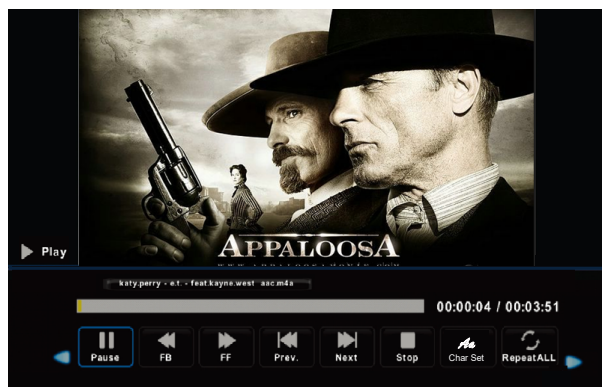 APPALOOSA
Play
katy.perry - e.t. - feat.kayne.west aac.m4a
00:00:04 / 00:03:51
Pause
FB
FF
Prev.
Next
Stop
Aa
Char Set
RepeatALL